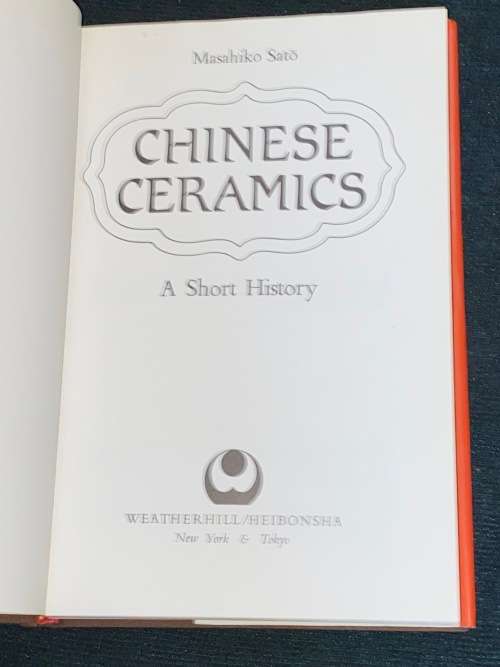 Masahiko Satō
CHINESE
CERAMICS
A Short History
WEATHERHILL/HEIBONSHA
New York & Tokyo